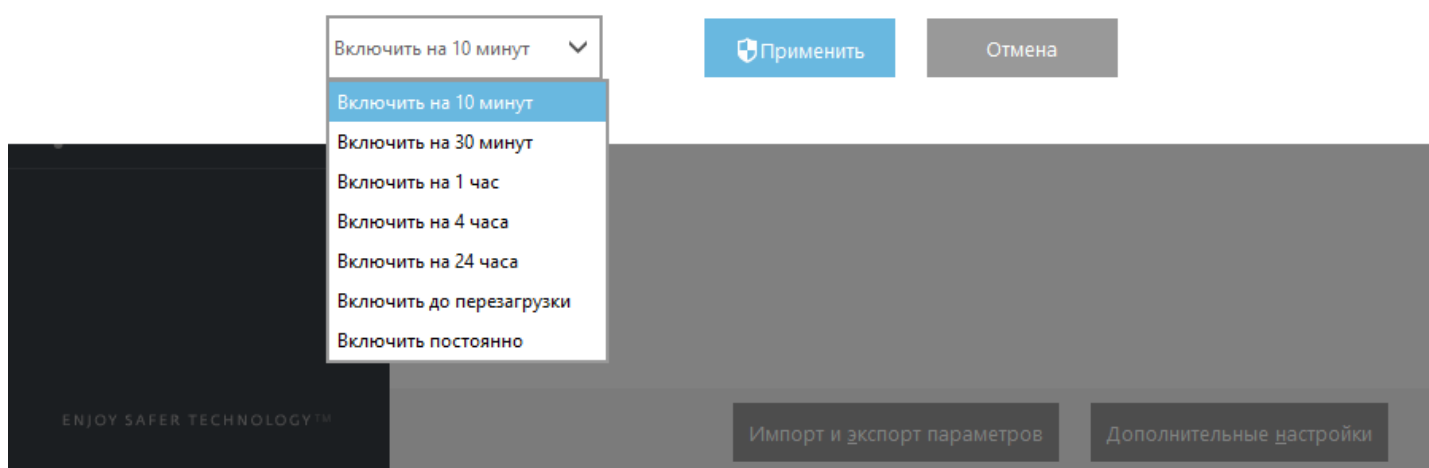 Включить на 10 минут
Применить
Отмена
Включить на 10 минут
Включить на 30 минут
Включить на 1 час
Включить на 4 часа
Включить на 24 часа
Включить до перезагрузки
Включить постоянно
ENJOY SAFER TECHNOLOGY™
Импорт и экспорт параметров
Дополнительные настройки